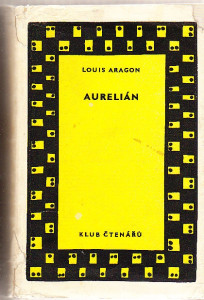 LOUIS ARAGON
AURELIÁN
KLUB ČTENÁŘŮ